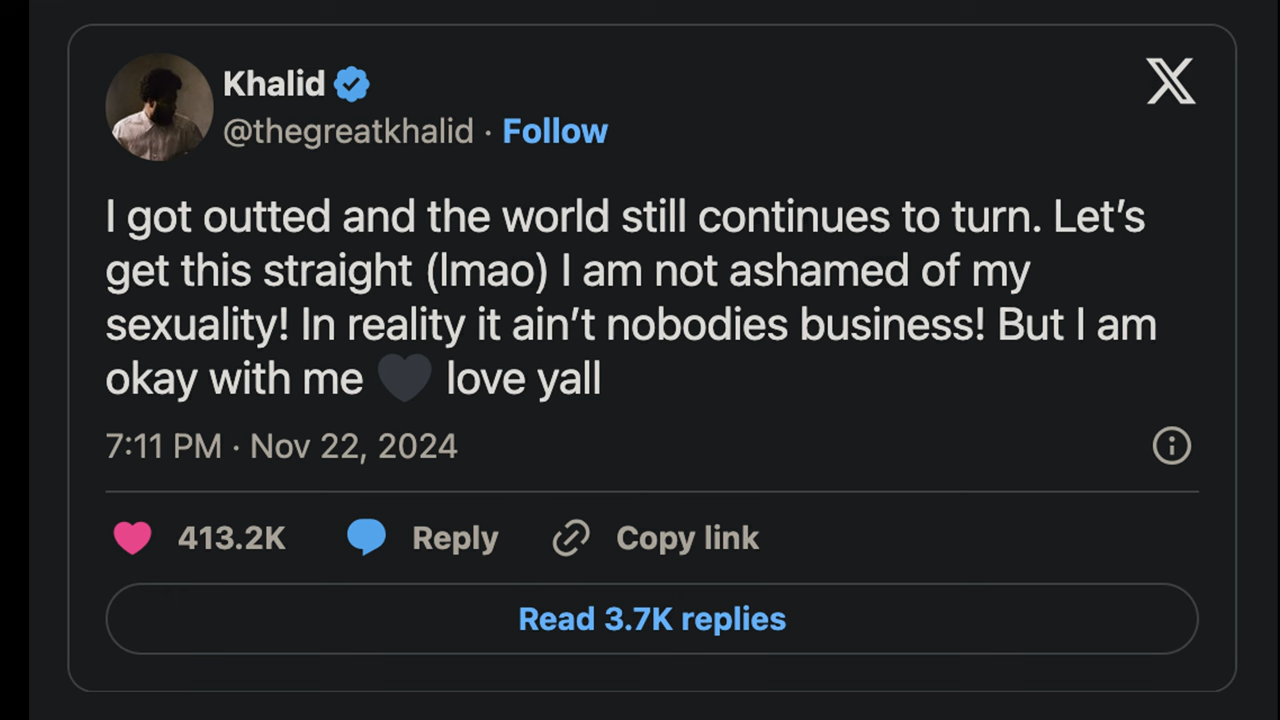 Khalid
@thegreatkhalid · Follow
I got outted and the world still continues to turn. Let’s
get this straight (lmao) I am not ashamed of my
sexuality! In reality it ain’t nobodies business! But I am
okay with me 🖤 love yall
7:11 PM · Nov 22, 2024
413.2K Reply Copy link
Read 3.7K replies